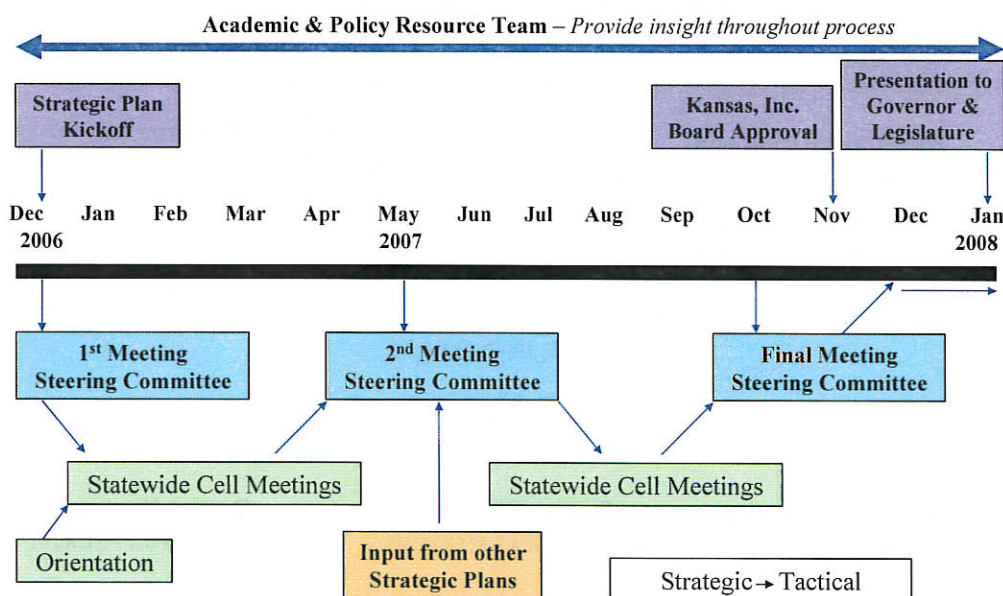 Academic & Policy Resource Team – Provide insight throughout process
Strategic Plan
Kickoff
Kansas, Inc.
Board Approval
Presentation to
Governor &
Legislature
Dec Jan Feb Mar Apr May Jun Jul Aug Sep Oct Nov Dec Jan
2006 2007 2008
1st Meeting
Steering Committee
2nd Meeting
Steering Committee
Final Meeting
Steering Committee
Statewide Cell Meetings
Statewide Cell Meetings
Orientation
Input from other
Strategic Plans
Strategic → Tactical